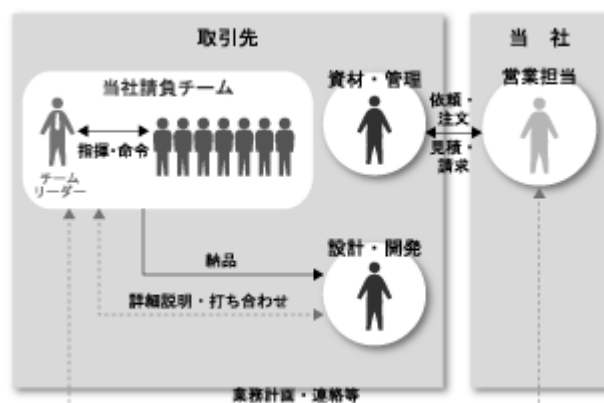 取引先
当社
当社請負チーム
資材・管理
営業担当
依頼・
注文
見積・
請求
指揮・命令
チーム
リーダー
納品
設計・開発
詳細説明・打ち合わせ
業務計画・連絡等